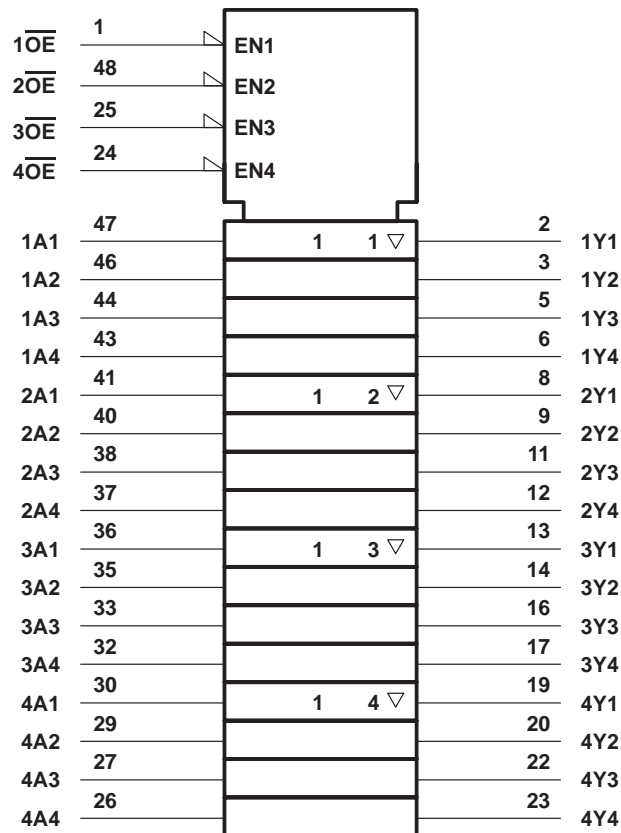 1O̅E̅ 1 EN1
2O̅E̅ 48 EN2
3O̅E̅ 25 EN3
4O̅E̅ 24 EN4
1A1 47 1 1 ▽ 2 1Y1
1A2 46 3 1Y2
1A3 44 5 1Y3
1A4 43 6 1Y4
2A1 41 1 2 ▽ 8 2Y1
2A2 40 9 2Y2
2A3 38 11 2Y3
2A4 37 12 2Y4
3A1 36 1 3 ▽ 13 3Y1
3A2 35 14 3Y2
3A3 33 16 3Y3
3A4 32 17 3Y4
4A1 30 1 4 ▽ 19 4Y1
4A2 29 20 4Y2
4A3 27 22 4Y3
4A4 26 23 4Y4